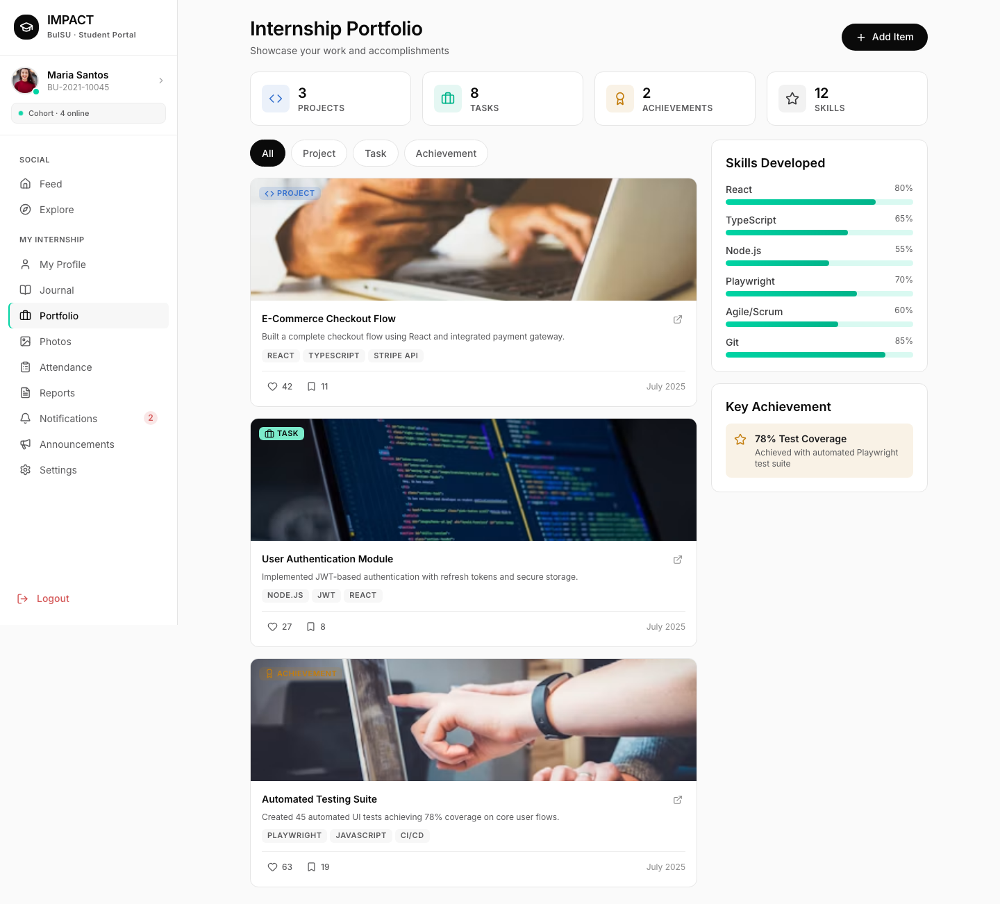 IMPACT
BulSU · Student Portal
Maria Santos
BU-2021-10045
Cohort · 4 online
SOCIAL
Feed
Explore
MY INTERNSHIP
My Profile
Journal
Portfolio
Photos
Attendance
Reports
Notifications
2
Announcements
Settings
Logout
Internship Portfolio
Showcase your work and accomplishments
Add Item
3
PROJECTS
8
TASKS
2
ACHIEVEMENTS
12
SKILLS
All
Project
Task
Achievement
PROJECT
E-Commerce Checkout Flow
Built a complete checkout flow using React and integrated payment gateway.
REACT TYPESCRIPT STRIPE API
42 11 July 2025
TASK
User Authentication Module
Implemented JWT-based authentication with refresh tokens and secure storage.
NODE.JS JWT REACT
27 8 July 2025
ACHIEVEMENT
Automated Testing Suite
Created 45 automated UI tests achieving 78% coverage on core user flows.
PLAYWRIGHT JAVASCRIPT CI/CD
63 19 July 2025
Skills Developed
React 80%
TypeScript 65%
Node.js 55%
Playwright 70%
Agile/Scrum 60%
Git 85%
Key Achievement
78% Test Coverage
Achieved with automated Playwright
test suite